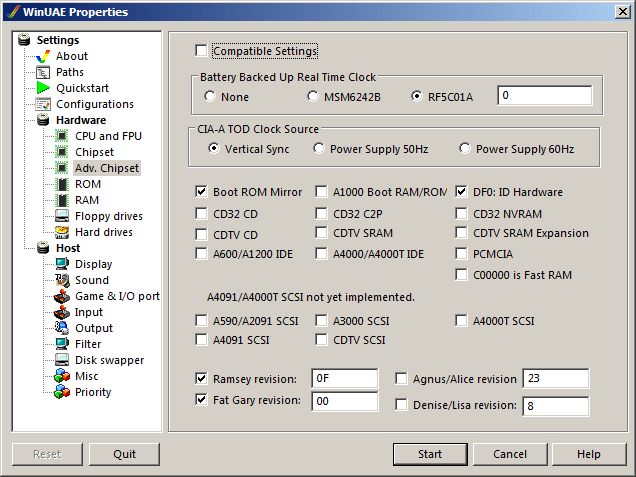 WinUAE Properties
Settings
About
Paths
Quickstart
Configurations
Hardware
CPU and FPU
Chipset
Adv. Chipset
ROM
RAM
Floppy drives
Hard drives
Host
Display
Sound
Game & I/O port
Input
Output
Filter
Disk swapper
Misc
Priority
Compatible Settings
Battery Backed Up Real Time Clock
None MSM6242B RF5C01A 0
CIA-A TOD Clock Source
Vertical Sync Power Supply 50Hz Power Supply 60Hz
Boot ROM Mirror A1000 Boot RAM/ROM DF0: ID Hardware
CD32 CD CD32 C2P CD32 NVRAM
CDTV CD CDTV SRAM CDTV SRAM Expansion
A600/A1200 IDE A4000/A4000T IDE PCMCIA
C00000 is Fast RAM
A4091/A4000T SCSI not yet implemented.
A590/A2091 SCSI A3000 SCSI A4000T SCSI
A4091 SCSI CDTV SCSI
Ramsey revision: 0F Agnus/Alice revision 23
Fat Gary revision: 00 Denise/Lisa revision: 8
Reset Quit Start Cancel Help